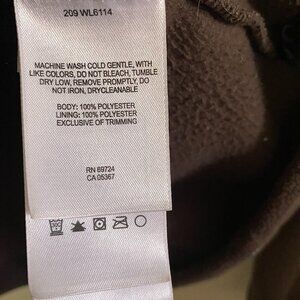 209 WL6114
MACHINE WASH COLD GENTLE, WITH
LIKE COLORS, DO NOT BLEACH, TUMBLE
DRY LOW, REMOVE PROMPTLY, DO
NOT IRON, DRYCLEANABLE
BODY: 100% POLYESTER
LINING: 100% POLYESTER
EXCLUSIVE OF TRIMMING
RN 69724
CA 05367